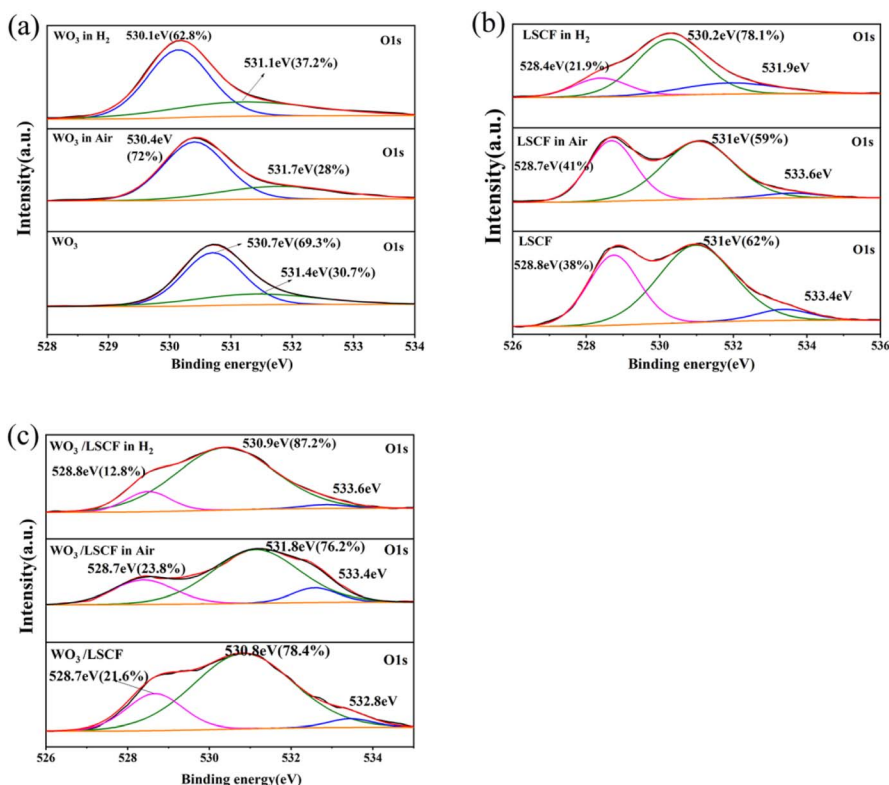 (a)
WO₃ in H₂
530.1eV(62.8%)
O1s
531.1eV(37.2%)
WO₃ in Air
530.4eV
(72%)
O1s
531.7eV(28%)
WO₃
530.7eV(69.3%)
O1s
531.4eV(30.7%)
528 529 530 531 532 533 534
Binding energy(eV)
Intensity(a.u.)
(b)
LSCF in H₂
530.2eV(78.1%)
O1s
528.4eV(21.9%)
531.9eV
LSCF in Air
531eV(59%)
O1s
528.7eV(41%)
533.6eV
LSCF
531eV(62%)
O1s
528.8eV(38%)
533.4eV
526 528 530 532 534 536
Binding energy(eV)
Intensity(a.u.)
(c)
WO₃/LSCF in H₂
530.9eV(87.2%)
O1s
528.8eV(12.8%)
533.6eV
WO₃/LSCF in Air
531.8eV(76.2%)
O1s
528.7eV(23.8%)
533.4eV
WO₃/LSCF
530.8eV(78.4%)
O1s
528.7eV(21.6%)
532.8eV
526 528 530 532 534
Binding energy(eV)
Intensity(a.u.)